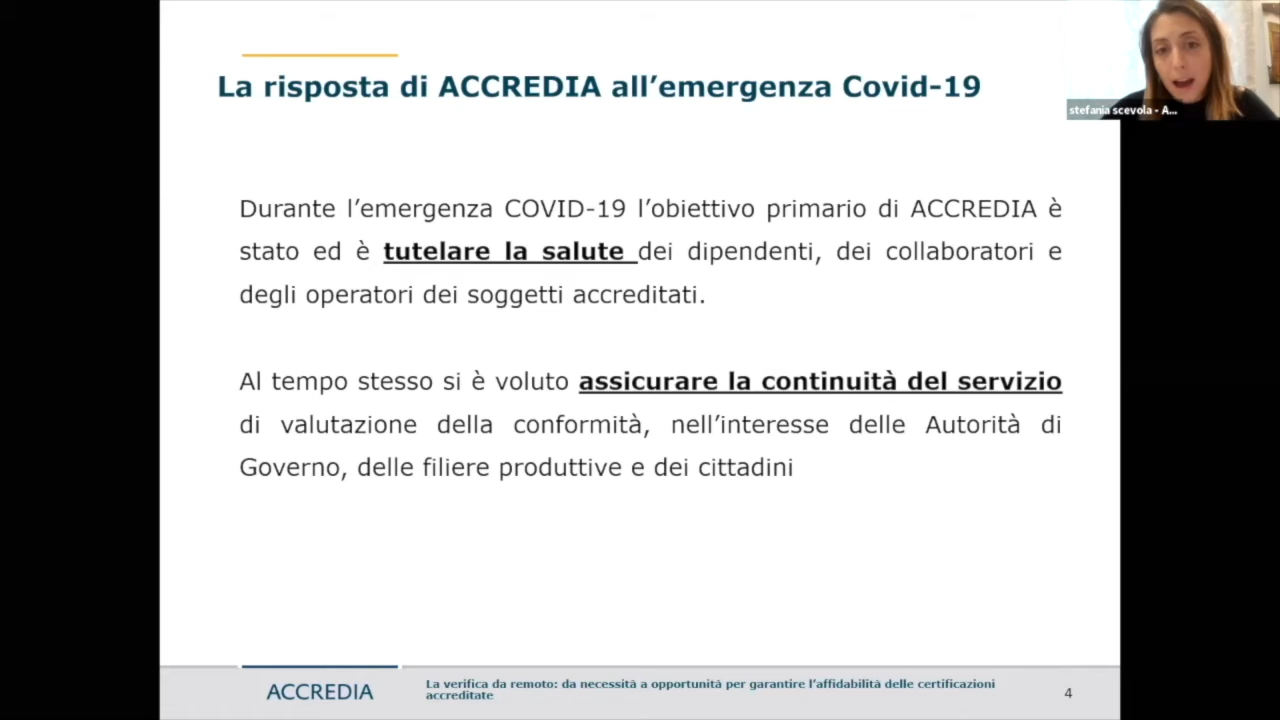 La risposta di ACCREDIA all’emergenza Covid-19
stefania scevola - A...
Durante l’emergenza COVID-19 l’obiettivo primario di ACCREDIA è
stato ed è tutelare la salute dei dipendenti, dei collaboratori e
degli operatori dei soggetti accreditati.
Al tempo stesso si è voluto assicurare la continuità del servizio
di valutazione della conformità, nell’interesse delle Autorità di
Governo, delle filiere produttive e dei cittadini
ACCREDIA
La verifica da remoto: da necessità a opportunità per garantire l’affidabilità delle certificazioni
accreditate
4